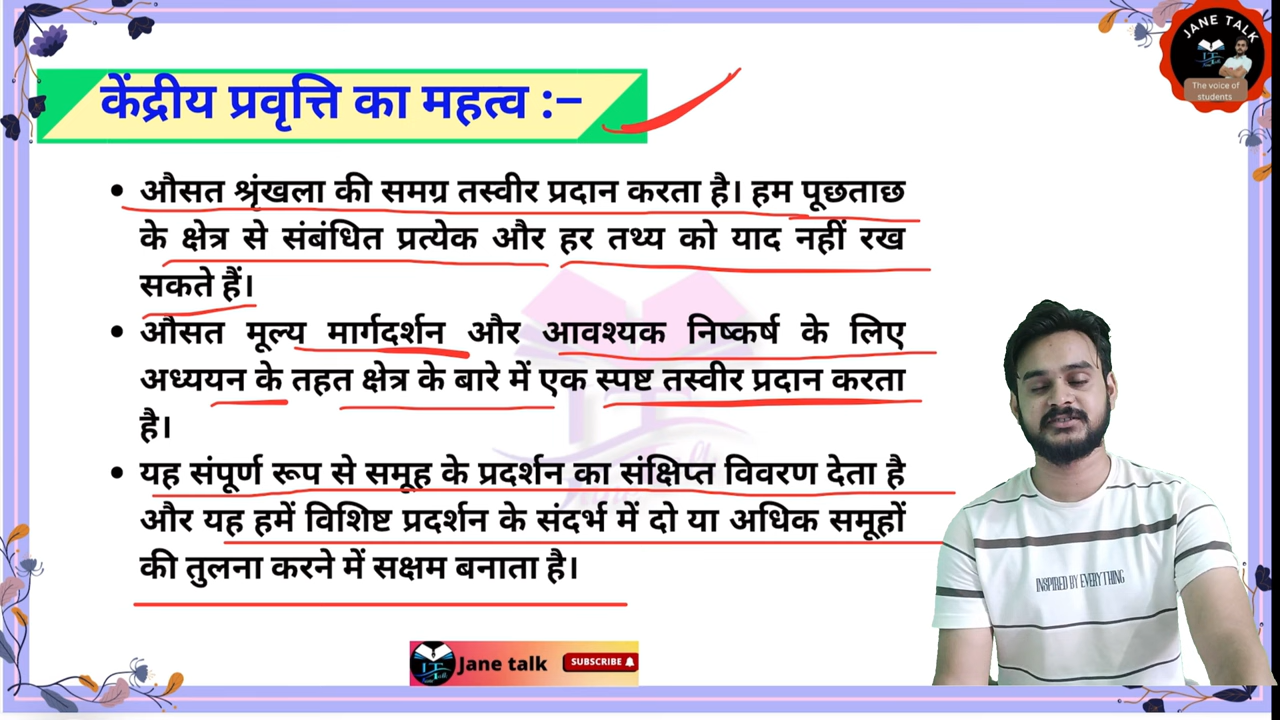 JANE TALK
The voice of
students
केंद्रीय प्रवृत्ति का महत्व :–
• औसत श्रृंखला की समग्र तस्वीर प्रदान करता है। हम पूछताछ
के क्षेत्र से संबंधित प्रत्येक और हर तथ्य को याद नहीं रख
सकते हैं।
• औसत मूल्य मार्गदर्शन और आवश्यक निष्कर्ष के लिए
अध्ययन के तहत क्षेत्र के बारे में एक स्पष्ट तस्वीर प्रदान करता
है।
• यह संपूर्ण रूप से समूह के प्रदर्शन का संक्षिप्त विवरण देता है
और यह हमें विशिष्ट प्रदर्शन के संदर्भ में दो या अधिक समूहों
की तुलना करने में सक्षम बनाता है।
INSPIRED BY EVERYTHING
Jane talk
SUBSCRIBE